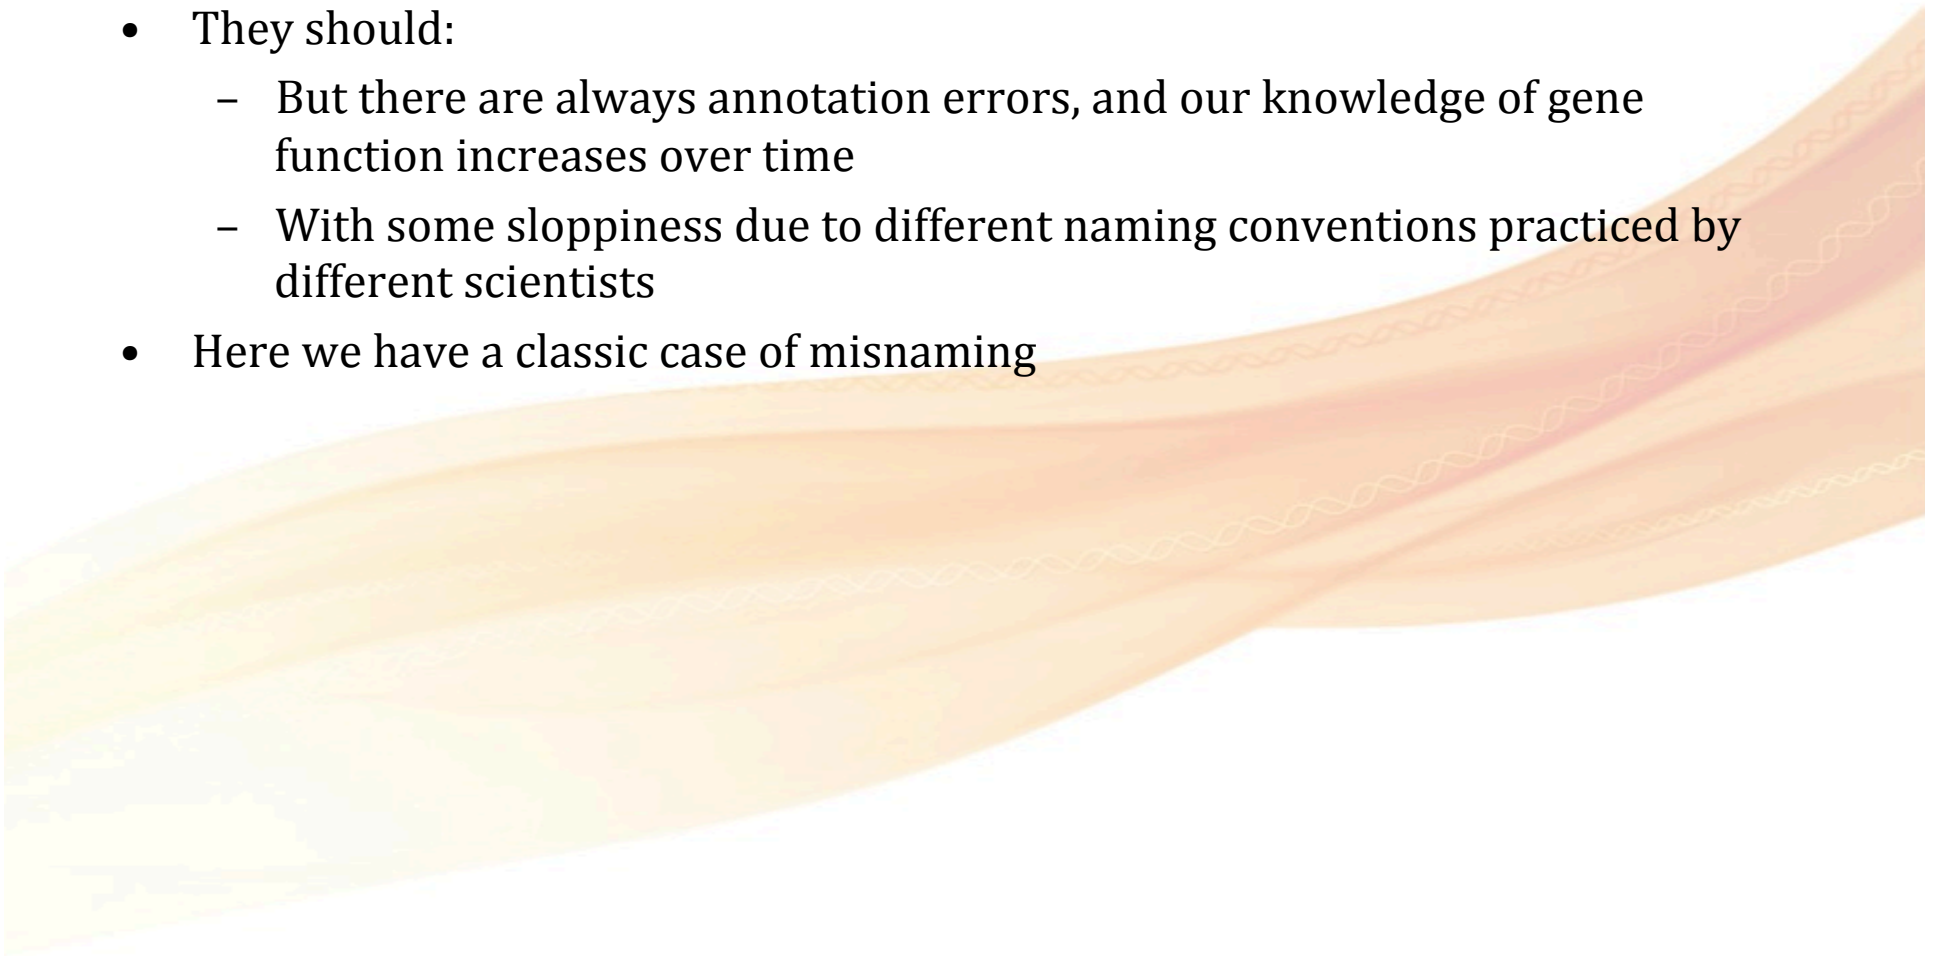 • They should:
– But there are always annotation errors, and our knowledge of gene
function increases over time
– With some sloppiness due to different naming conventions practiced by
different scientists
• Here we have a classic case of misnaming